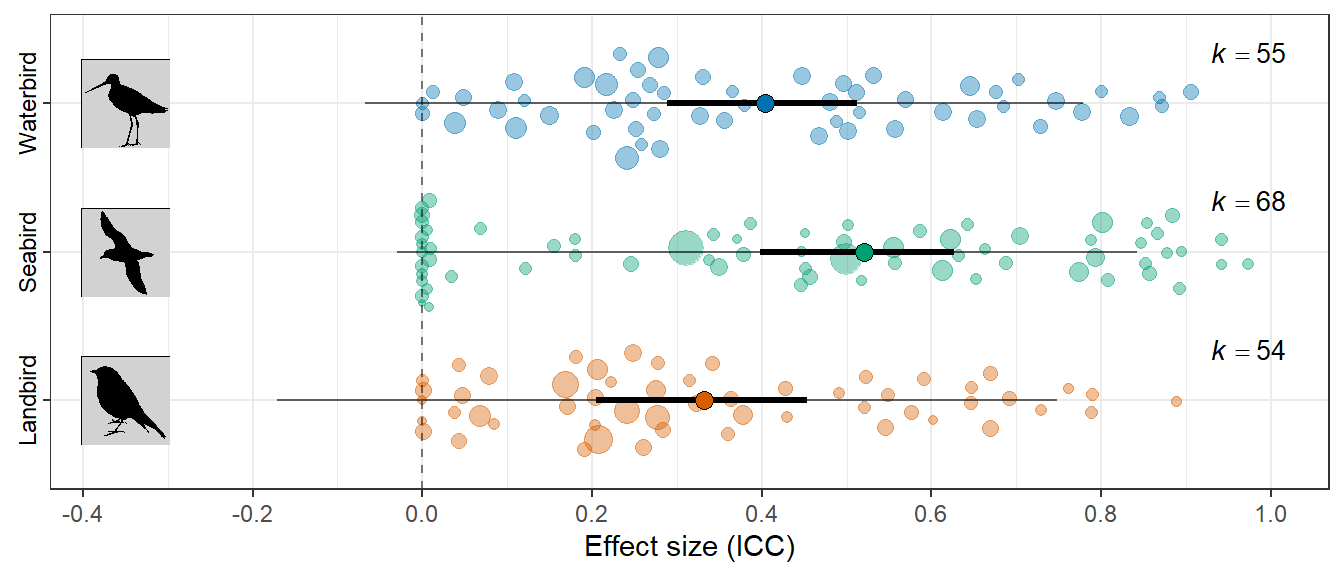 Waterbird
k = 55
Seabird
k = 68
Landbird
k = 54
-0.4 -0.2 0.0 0.2 0.4 0.6 0.8 1.0
Effect size (ICC)